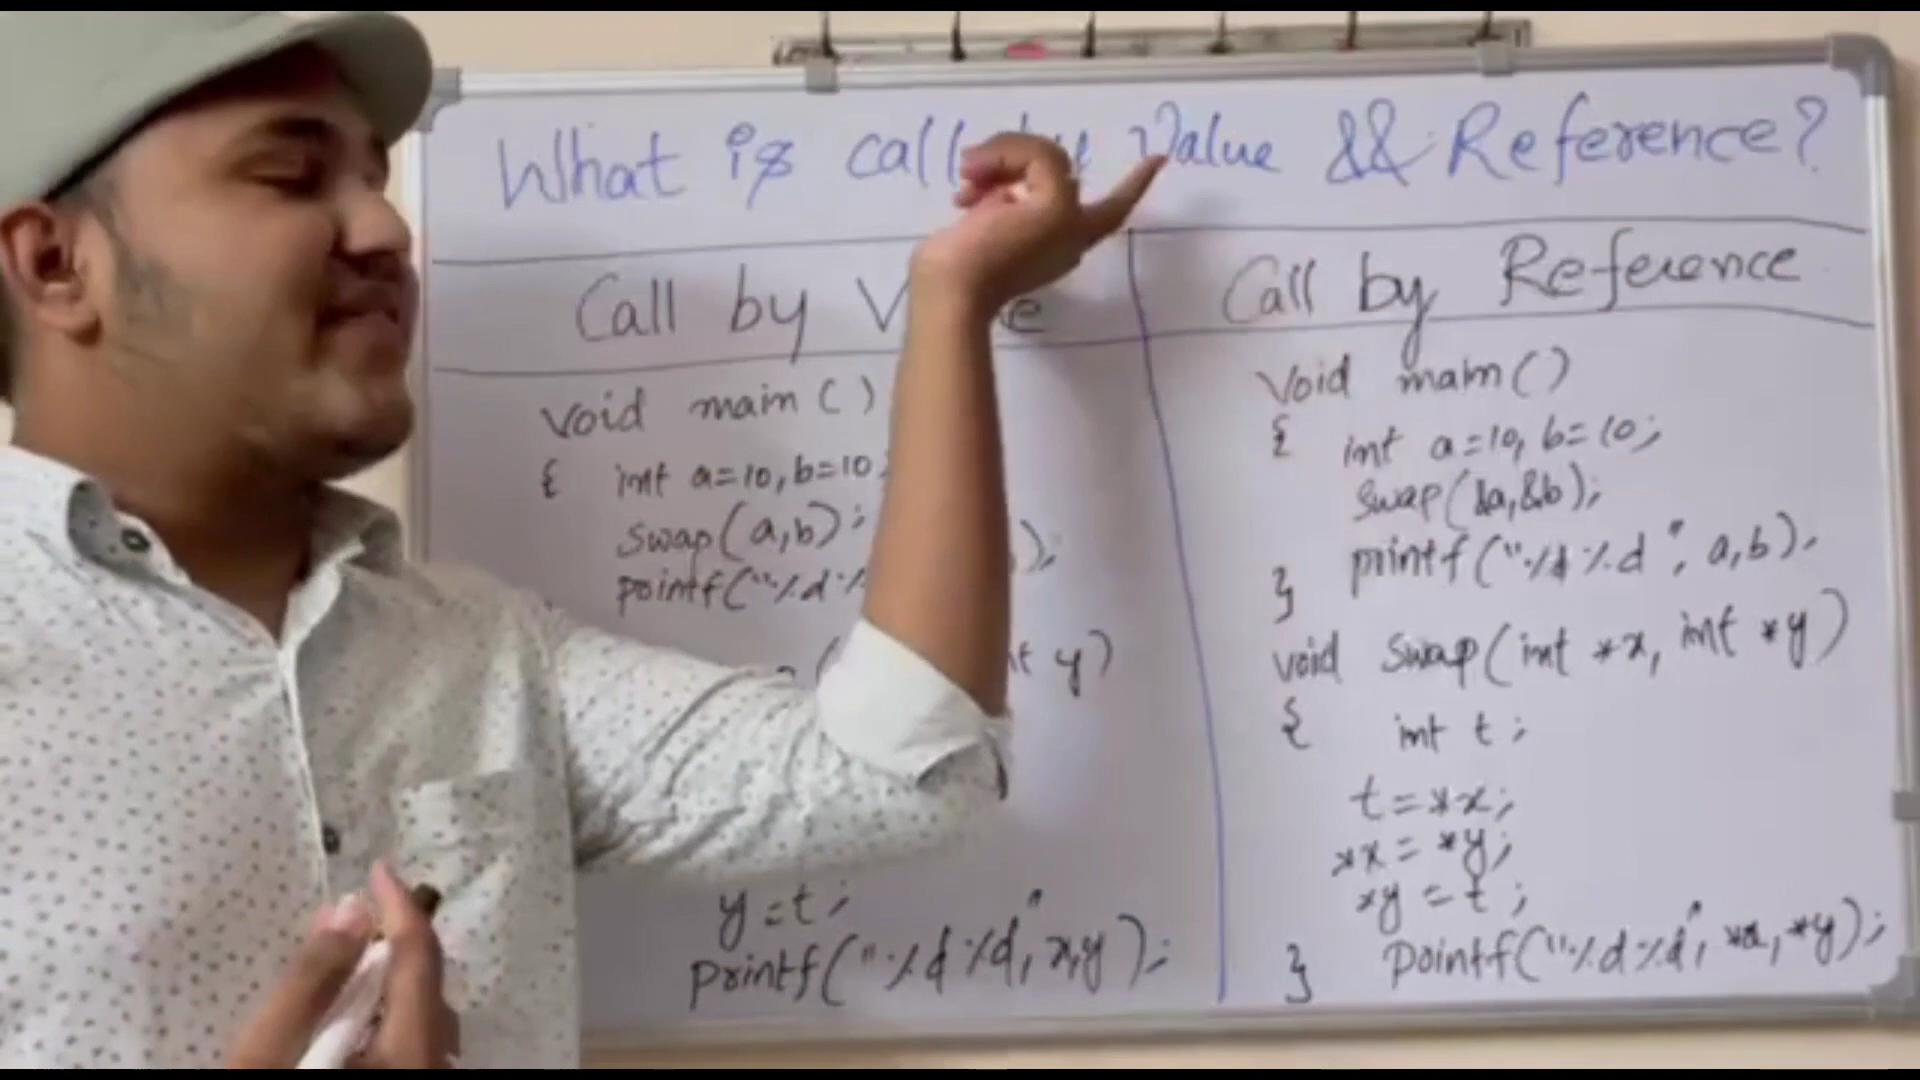 What is call Value && Reference?
Call by
void main ( )
{ int a=10, b=10;
swap(a,b);
printf("%d %
y)
y=t;
printf("%d %d", x,y);
Call by Reference
Void main ( )
{ int a=10, b=10;
swap(&a,&b);
printf("%d %d", a,b);
}
void swap(int *x, int *y)
{ int t;
t=*x;
*x = *y;
*y = t;
} printf("%d %d", *x, *y);